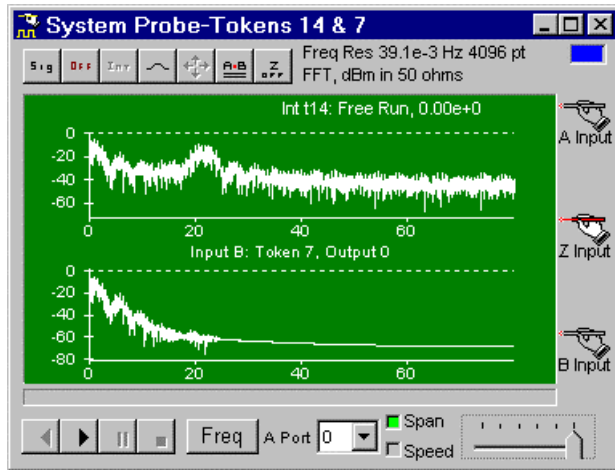 System Probe-Tokens 14 & 7
Sig
OFF
Int
A•B
Z OFF
Freq Res 39.1e-3 Hz 4096 pt
FFT, dBm in 50 ohms
Int t14: Free Run, 0.00e+0
0
-20
-40
-60
0 20 40 60
Input B: Token 7, Output 0
0
-20
-40
-60
-80
0 20 40 60
A Input
Z Input
B Input
Freq
A Port
0
Span
Speed